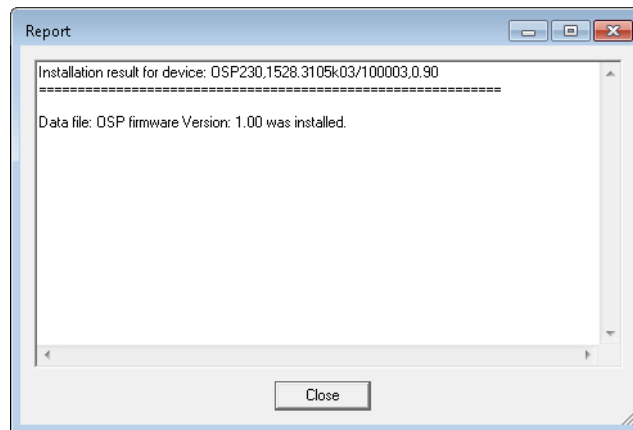 Report
Installation result for device: OSP230,1528.3105k03/100003,0.90
============================================================
Data file: OSP firmware Version: 1.00 was installed.
Close